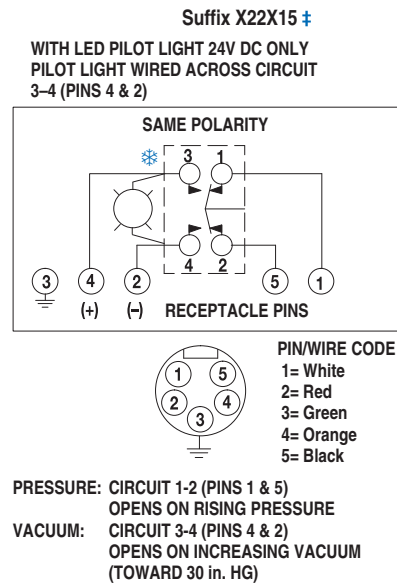 Suffix X22X15 ‡
WITH LED PILOT LIGHT 24V DC ONLY
PILOT LIGHT WIRED ACROSS CIRCUIT
3–4 (PINS 4 & 2)
SAME POLARITY
3 1
4 2
3 4 2 5 1
(+) (–) RECEPTACLE PINS
PIN/WIRE CODE
1= White
2= Red
3= Green
4= Orange
5= Black
1 5
2 4
3
PRESSURE: CIRCUIT 1-2 (PINS 1 & 5)
OPENS ON RISING PRESSURE
VACUUM: CIRCUIT 3-4 (PINS 4 & 2)
OPENS ON INCREASING VACUUM
(TOWARD 30 in. HG)